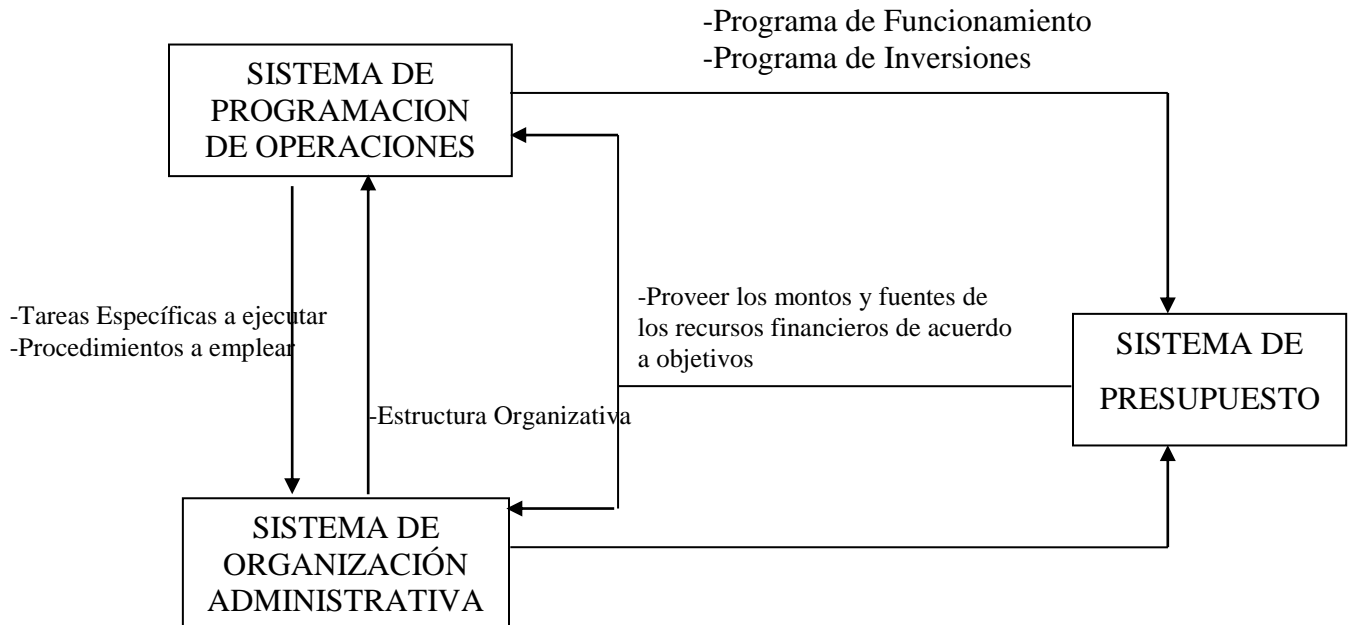 -Programa de Funcionamiento
-Programa de Inversiones
SISTEMA DE
PROGRAMACION
DE OPERACIONES
-Tareas Específicas a ejecutar
-Procedimientos a emplear
-Proveer los montos y fuentes de
los recursos financieros de acuerdo
a objetivos
SISTEMA DE
PRESUPUESTO
-Estructura Organizativa
SISTEMA DE
ORGANIZACIÓN
ADMINISTRATIVA